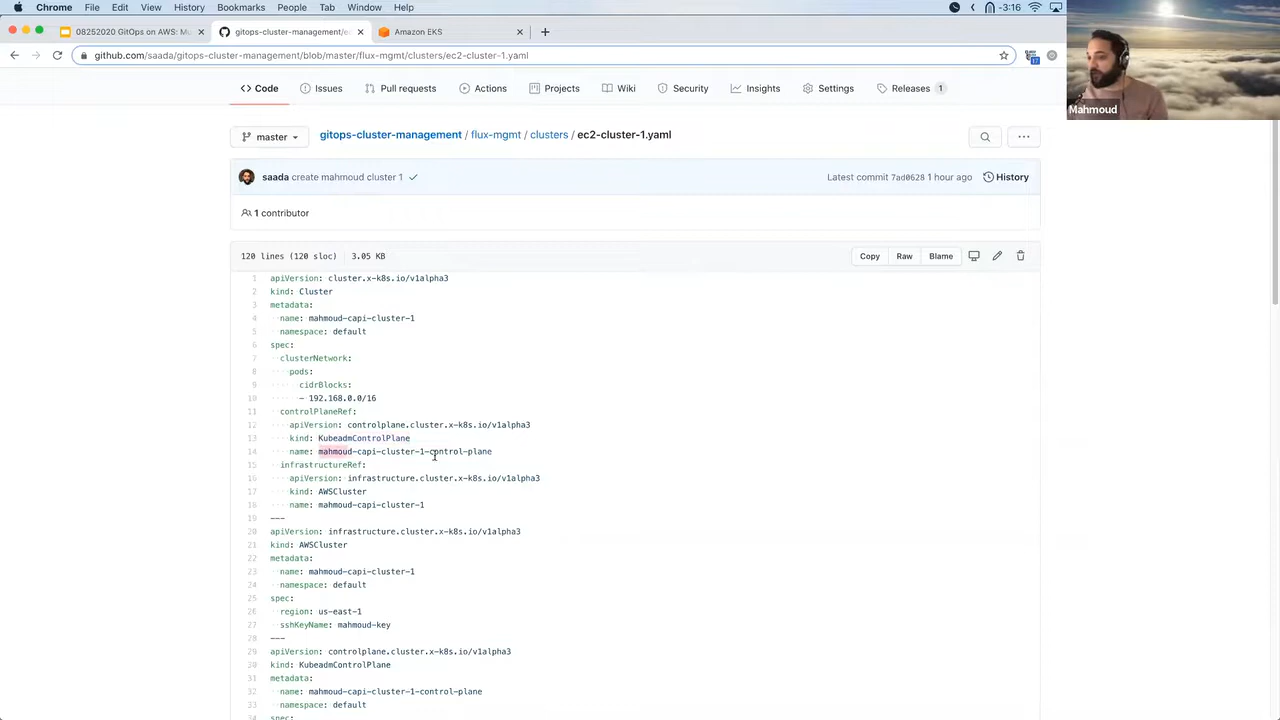 Chrome File Edit View History Bookmarks People Tab Window Help -3:16
08252020 GitOps on AWS: Mu × gitops-cluster-management/ec × Amazon EKS × +
github.com/saada/gitops-cluster-management/blob/master/flux-mgmt/clusters/ec2-cluster-1.yaml
Mahmoud
Code Issues Pull requests Actions Projects Wiki Security Insights Settings Releases 1
master gitops-cluster-management / flux-mgmt / clusters / ec2-cluster-1.yaml
saada create mahmoud cluster 1 Latest commit 7ad0628 1 hour ago History
1 contributor
120 lines (120 sloc) 3.05 KB Copy Raw Blame
1 apiVersion: cluster.x-k8s.io/v1alpha3
2 kind: Cluster
3 metadata:
4 name: mahmoud-capi-cluster-1
5 namespace: default
6 spec:
7 clusterNetwork:
8 pods:
9 cidrBlocks:
10 - 192.168.0.0/16
11 controlPlaneRef:
12 apiVersion: controlplane.cluster.x-k8s.io/v1alpha3
13 kind: KubeadmControlPlane
14 name: mahmoud-capi-cluster-1-control-plane
15 infrastructureRef:
16 apiVersion: infrastructure.cluster.x-k8s.io/v1alpha3
17 kind: AWSCluster
18 name: mahmoud-capi-cluster-1
19 ---
20 apiVersion: infrastructure.cluster.x-k8s.io/v1alpha3
21 kind: AWSCluster
22 metadata:
23 name: mahmoud-capi-cluster-1
24 namespace: default
25 spec:
26 region: us-east-1
27 sshKeyName: mahmoud-key
28 ---
29 apiVersion: controlplane.cluster.x-k8s.io/v1alpha3
30 kind: KubeadmControlPlane
31 metadata:
32 name: mahmoud-capi-cluster-1-control-plane
33 namespace: default
34 spec: